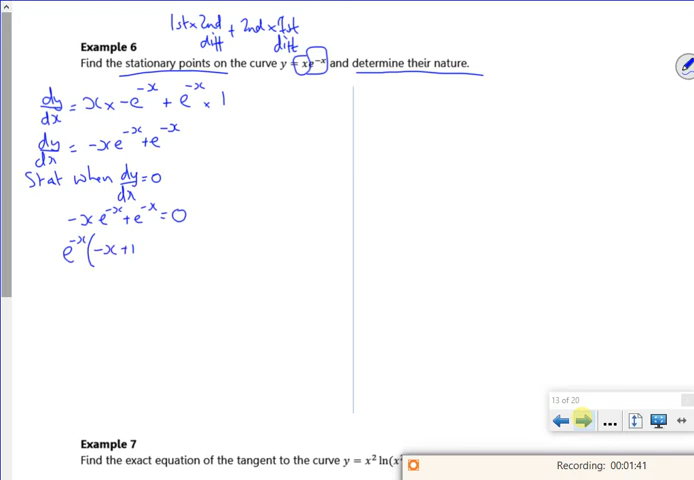 1st x 2nd diff + 2nd x 1st diff
Example 6
Find the stationary points on the curve y = xe⁻ˣ and determine their nature.
dy/dx = x × -e⁻ˣ + e⁻ˣ × 1
dy/dx = -xe⁻ˣ + e⁻ˣ
Stat when dy/dx = 0
-xe⁻ˣ + e⁻ˣ = 0
e⁻ˣ(-x+1
13 of 20
...
Example 7
Find the exact equation of the tangent to the curve y = x² ln(x
Recording: 00:01:41